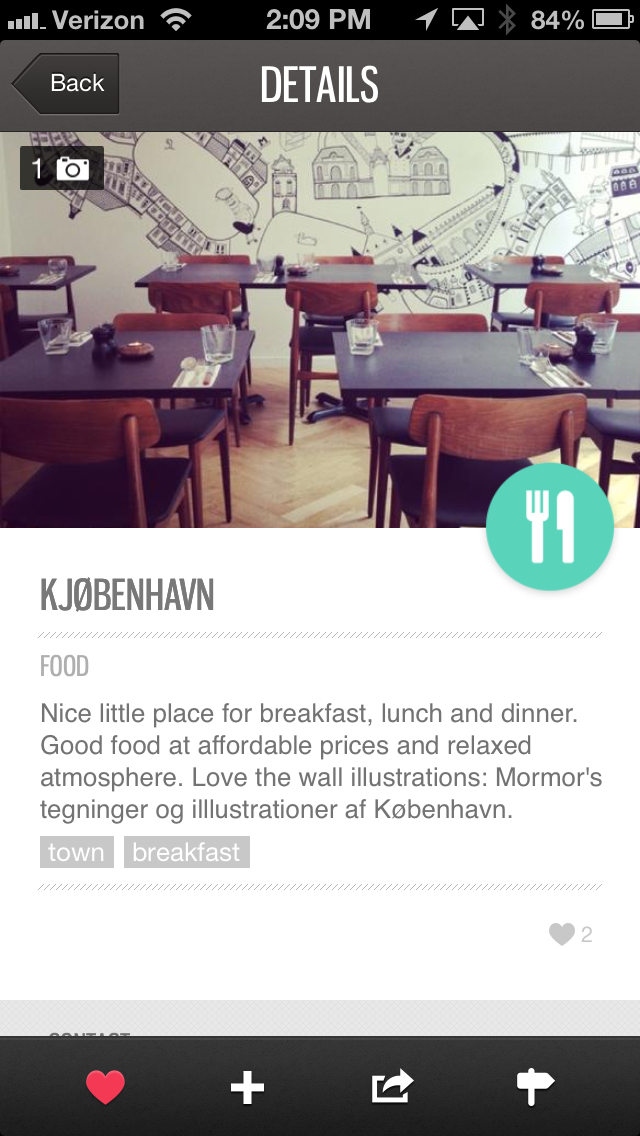 Verizon 2:09 PM 84%
Back DETAILS
1
KJØBENHAVN
FOOD
Nice little place for breakfast, lunch and dinner.
Good food at affordable prices and relaxed
atmosphere. Love the wall illustrations: Mormor's
tegninger og illlustrationer af København.
town breakfast
2
CONTACT